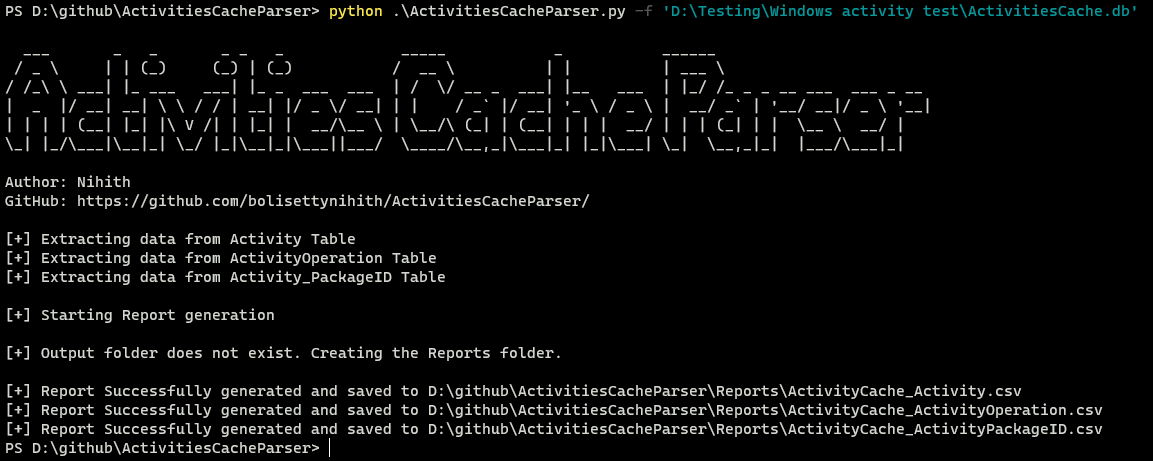 PS D:\github\ActivitiesCacheParser> python .\ActivitiesCacheParser.py -f 'D:\Testing\Windows activity test\ActivitiesCache.db'
ActivitiesCacheParser
Author: Nihith
GitHub: https://github.com/bolisettynihith/ActivitiesCacheParser/
[+] Extracting data from Activity Table
[+] Extracting data from ActivityOperation Table
[+] Extracting data from Activity_PackageID Table
[+] Starting Report generation
[+] Output folder does not exist. Creating the Reports folder.
[+] Report Successfully generated and saved to D:\github\ActivitiesCacheParser\Reports\ActivityCache_Activity.csv
[+] Report Successfully generated and saved to D:\github\ActivitiesCacheParser\Reports\ActivityCache_ActivityOperation.csv
[+] Report Successfully generated and saved to D:\github\ActivitiesCacheParser\Reports\ActivityCache_ActivityPackageID.csv
PS D:\github\ActivitiesCacheParser>